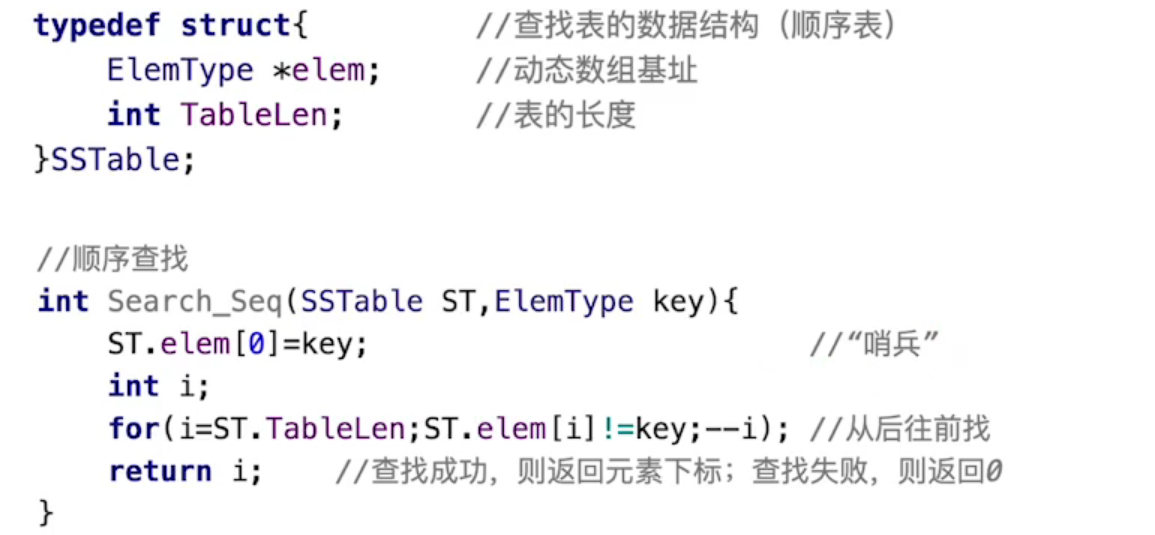 typedef struct{ //查找表的数据结构（顺序表）
ElemType *elem; //动态数组基址
int TableLen; //表的长度
}SSTable;
//顺序查找
int Search_Seq(SSTable ST,ElemType key){
ST.elem[0]=key; //“哨兵”
int i;
for(i=ST.TableLen;ST.elem[i]!=key;--i); //从后往前找
return i; //查找成功，则返回元素下标；查找失败，则返回0
}